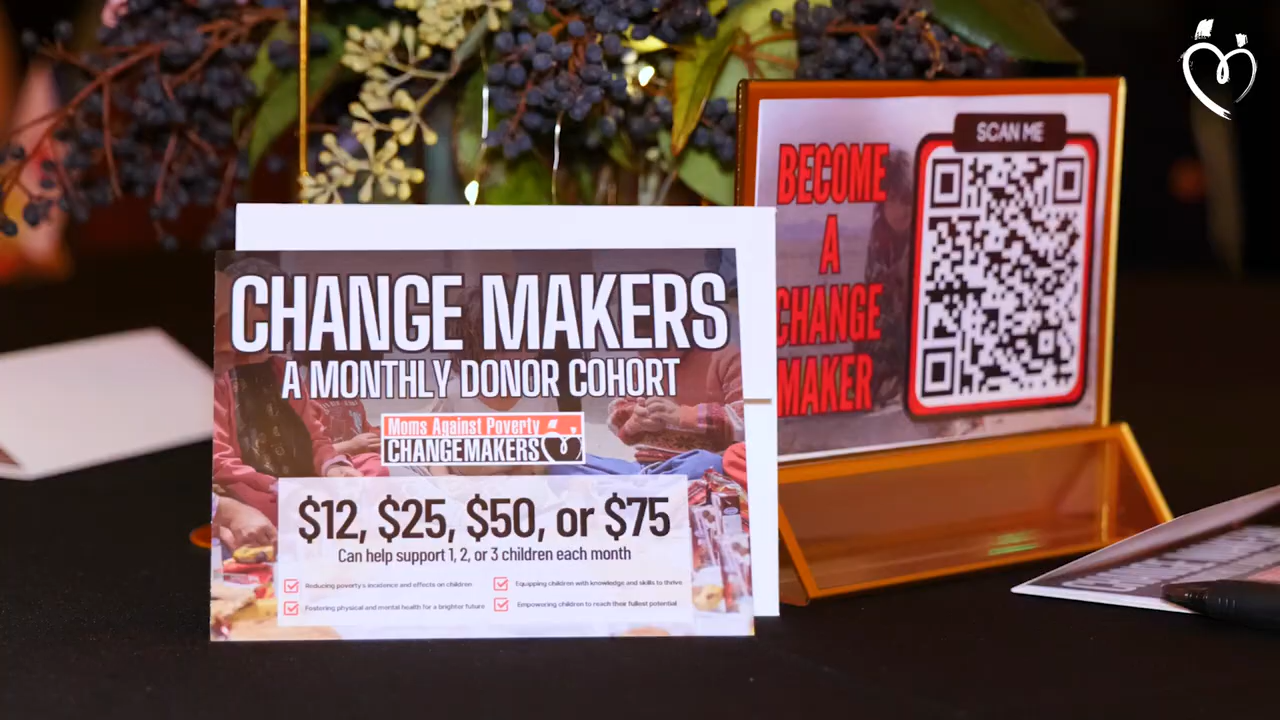 CHANGE MAKERS
A MONTHLY DONOR COHORT
Moms Against Poverty
CHANGEMAKERS
$12, $25, $50, or $75
Can help support 1, 2, or 3 children each month
Reducing poverty's incidence and effects on children
Fostering physical and mental health for a brighter future
Equipping children with knowledge and skills to thrive
Empowering children to reach their fullest potential
BECOME
A
CHANGE
MAKER
SCAN ME